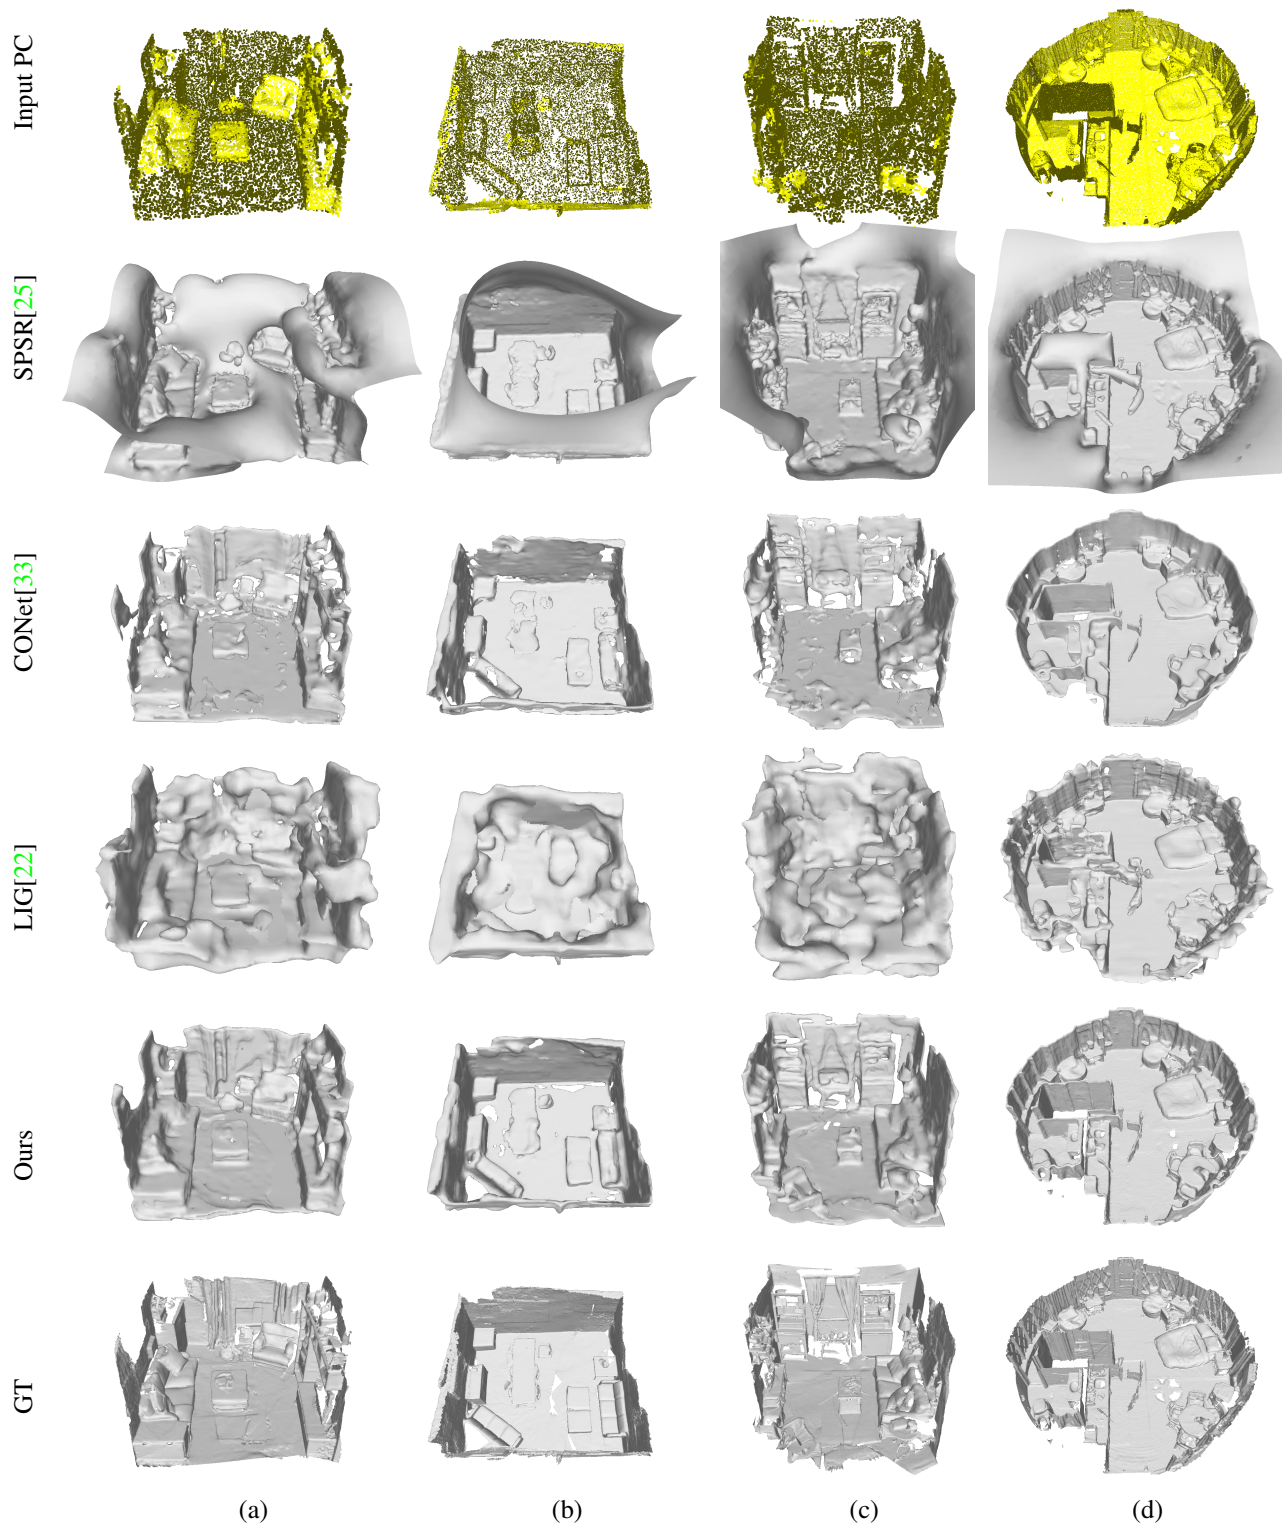 Input PC
SPSR[25]
CONet[33]
LIG[22]
Ours
GT
(a) (b) (c) (d)